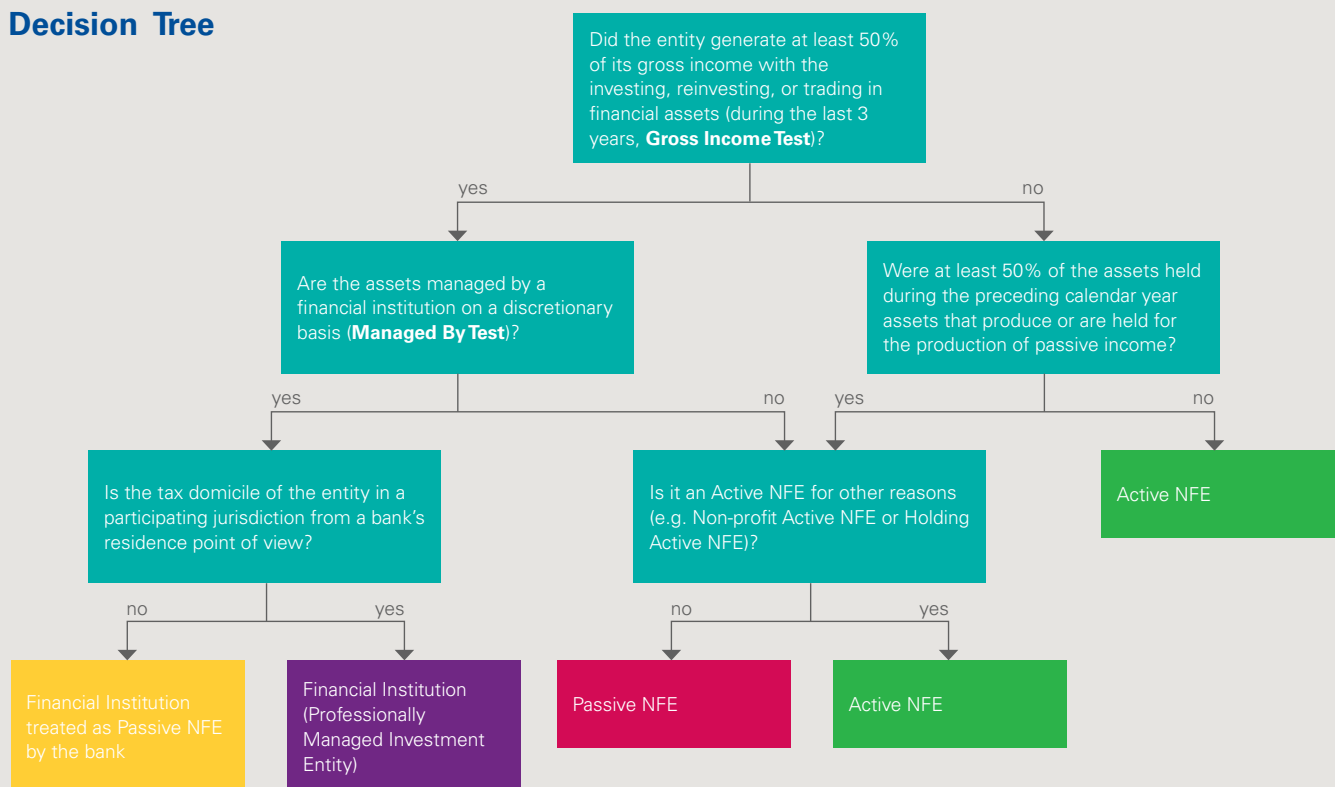 Decision Tree
Did the entity generate at least 50%
of its gross income with the
investing, reinvesting, or trading in
financial assets (during the last 3
years, Gross Income Test)?
yes
no
Are the assets managed by a
financial institution on a discretionary
basis (Managed By Test)?
Were at least 50% of the assets held
during the preceding calendar year
assets that produce or are held for
the production of passive income?
yes
no
yes
no
Is the tax domicile of the entity in a
participating jurisdiction from a bank's
residence point of view?
Is it an Active NFE for other reasons
(e.g. Non-profit Active NFE or Holding
Active NFE)?
Active NFE
no
yes
no
yes
Financial Institution
treated as Passive NFE
by the bank
Financial Institution
(Professionally
Managed Investment
Entity)
Passive NFE
Active NFE